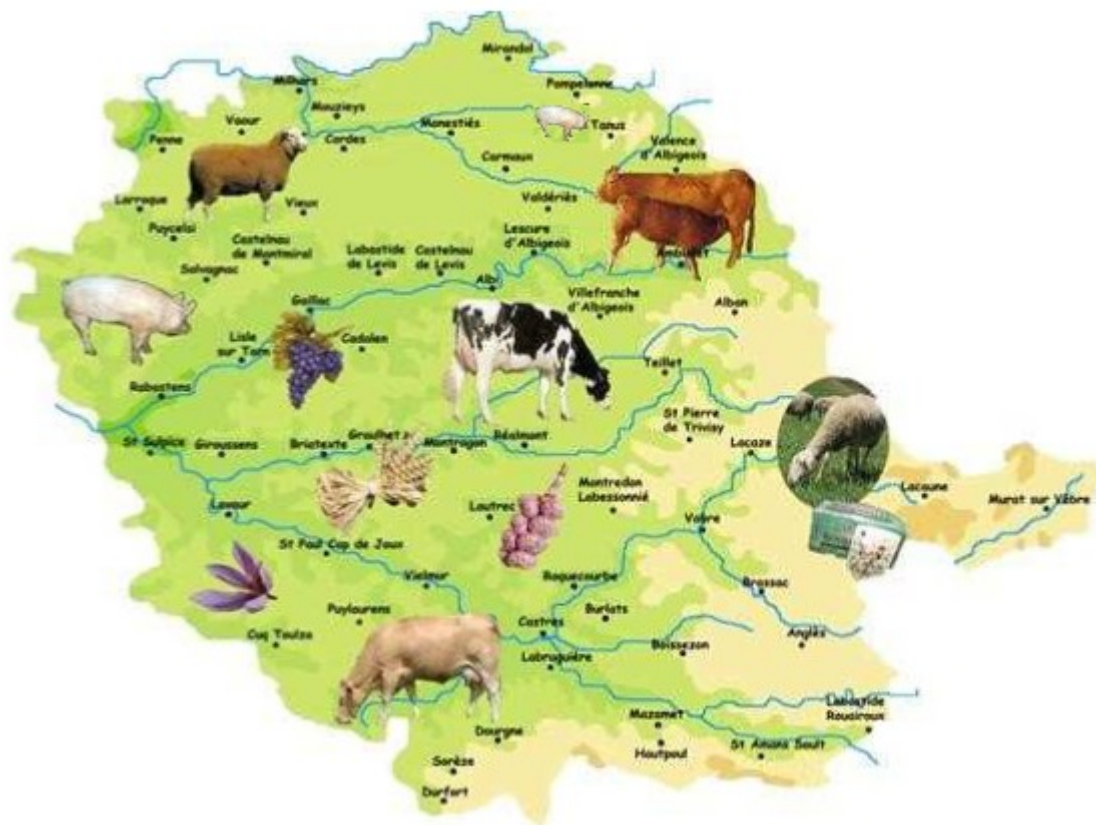 Mirandol
Milhars
Pampelonne
Mouzieys
Vaour
Monestiés
Tanus
Penne
Cordes
Valence
d'Albigeois
Carmaux
Larroque
Vieux
Valdériès
Puycelsi
Castelnau
de Montmiral
Lescure
d'Albigeois
Labastide
de Levis
Castelnau
de Levis
Salvagnac
Ambialet
Albi
Gaillac
Villefranche
d'Albigeois
Alban
Lisle
sur Tarn
Cadalen
Teillet
Rabastens
St Pierre
de Trivisy
St Sulpice
Giroussens
Briatexte
Graulhet
Montragon
Réalmont
Lacaze
Montredon
Labessonnié
Lacaune
Murat sur Vèbre
Lavaur
Lautrec
Vabre
St Paul Cap de Joux
Vielmur
Roquecourbe
Brassac
Puylaurens
Burlats
Cuq Toulza
Castres
Anglès
Boissezon
Labruguière
Labastide
Rouairoux
Mazamet
Dourgne
Hautpoul
St Amans Soult
Sorèze
Durfort